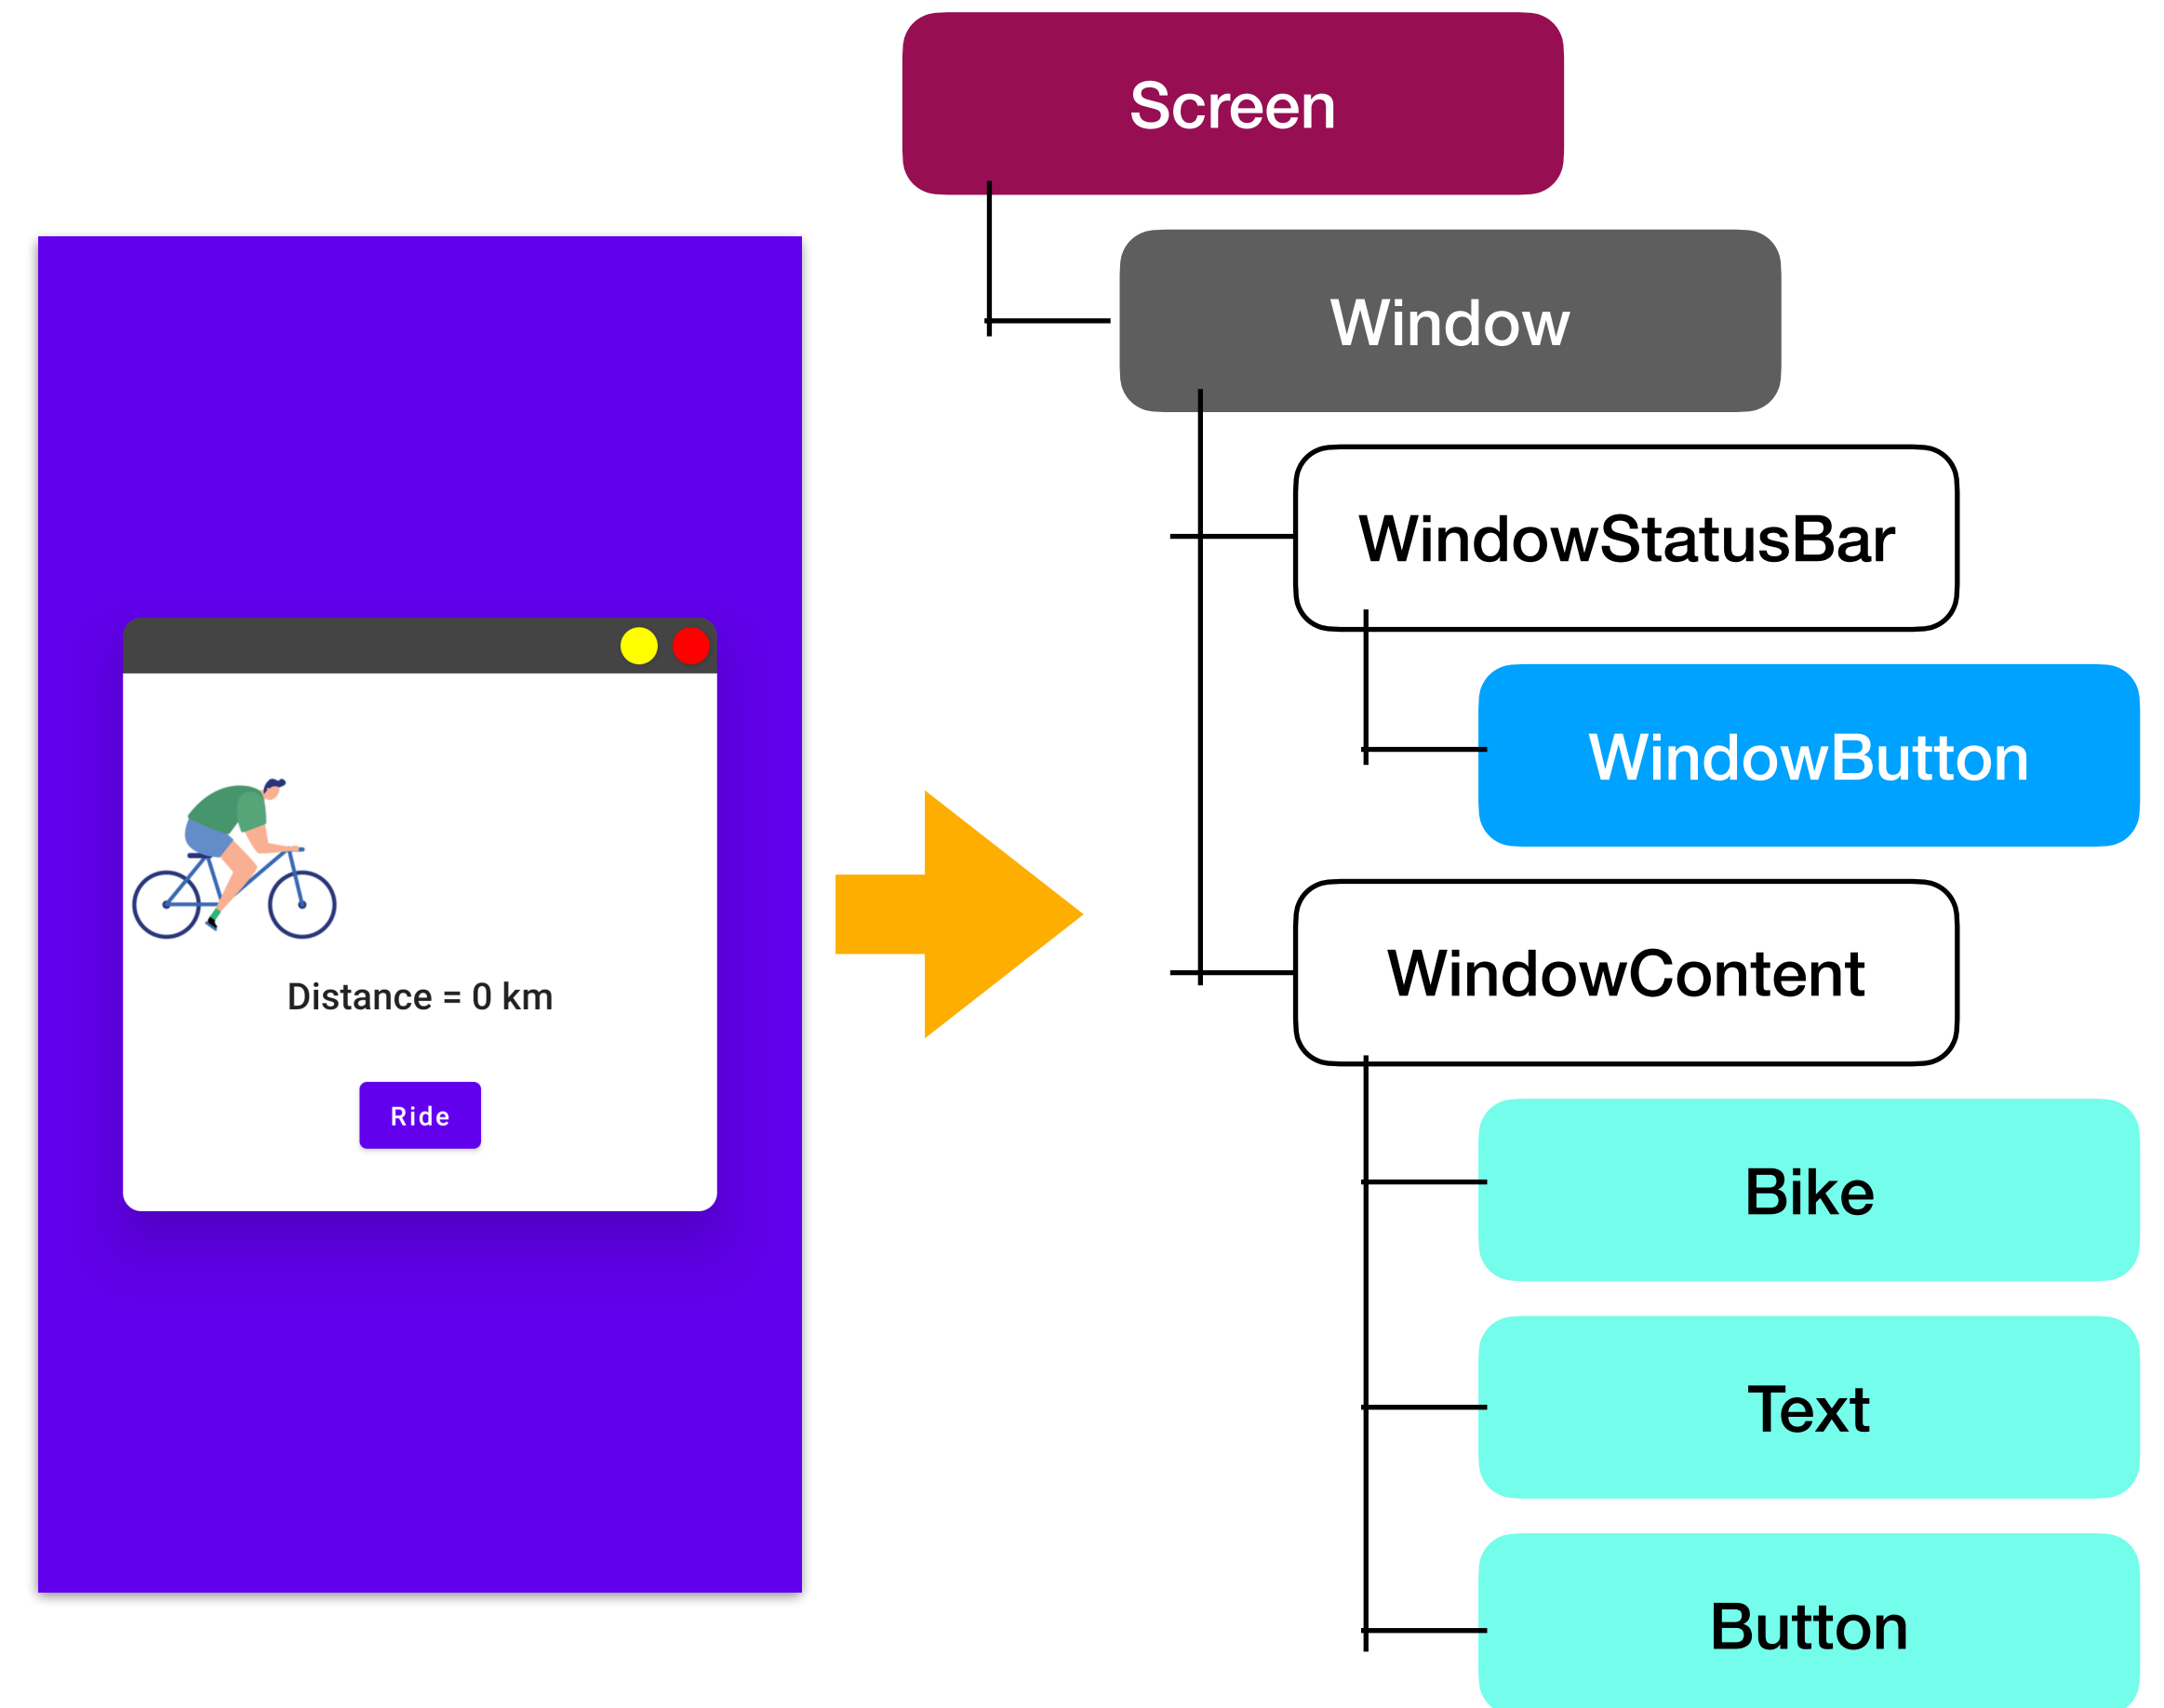 Screen
Window
WindowStatusBar
WindowButton
WindowContent
Bike
Text
Button
Distance = 0 km
Ride